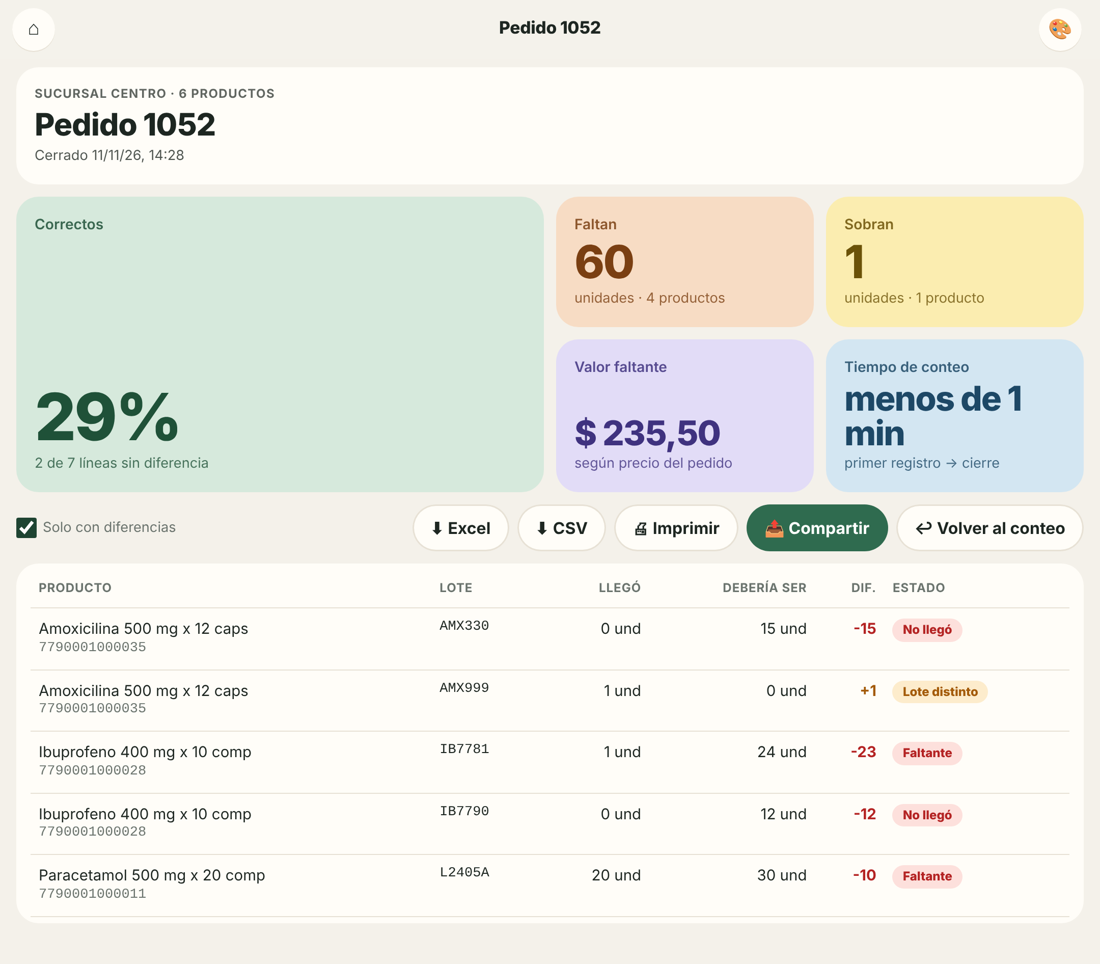 Pedido 1052
SUCURSAL CENTRO · 6 PRODUCTOS
Pedido 1052
Cerrado 11/11/26, 14:28
Correctos
29%
2 de 7 líneas sin diferencia
Faltan
60
unidades · 4 productos
Sobran
1
unidades · 1 producto
Valor faltante
$ 235,50
según precio del pedido
Tiempo de conteo
menos de 1
min
primer registro → cierre
Solo con diferencias
⬇ Excel
⬇ CSV
🖨 Imprimir
📤 Compartir
↩ Volver al conteo
PRODUCTO LOTE LLEGÓ DEBERÍA SER DIF. ESTADO
Amoxicilina 500 mg x 12 caps AMX330 0 und 15 und -15 No llegó
7790001000035
Amoxicilina 500 mg x 12 caps AMX999 1 und 0 und +1 Lote distinto
7790001000035
Ibuprofeno 400 mg x 10 comp IB7781 1 und 24 und -23 Faltante
7790001000028
Ibuprofeno 400 mg x 10 comp IB7790 0 und 12 und -12 No llegó
7790001000028
Paracetamol 500 mg x 20 comp L2405A 20 und 30 und -10 Faltante
7790001000011